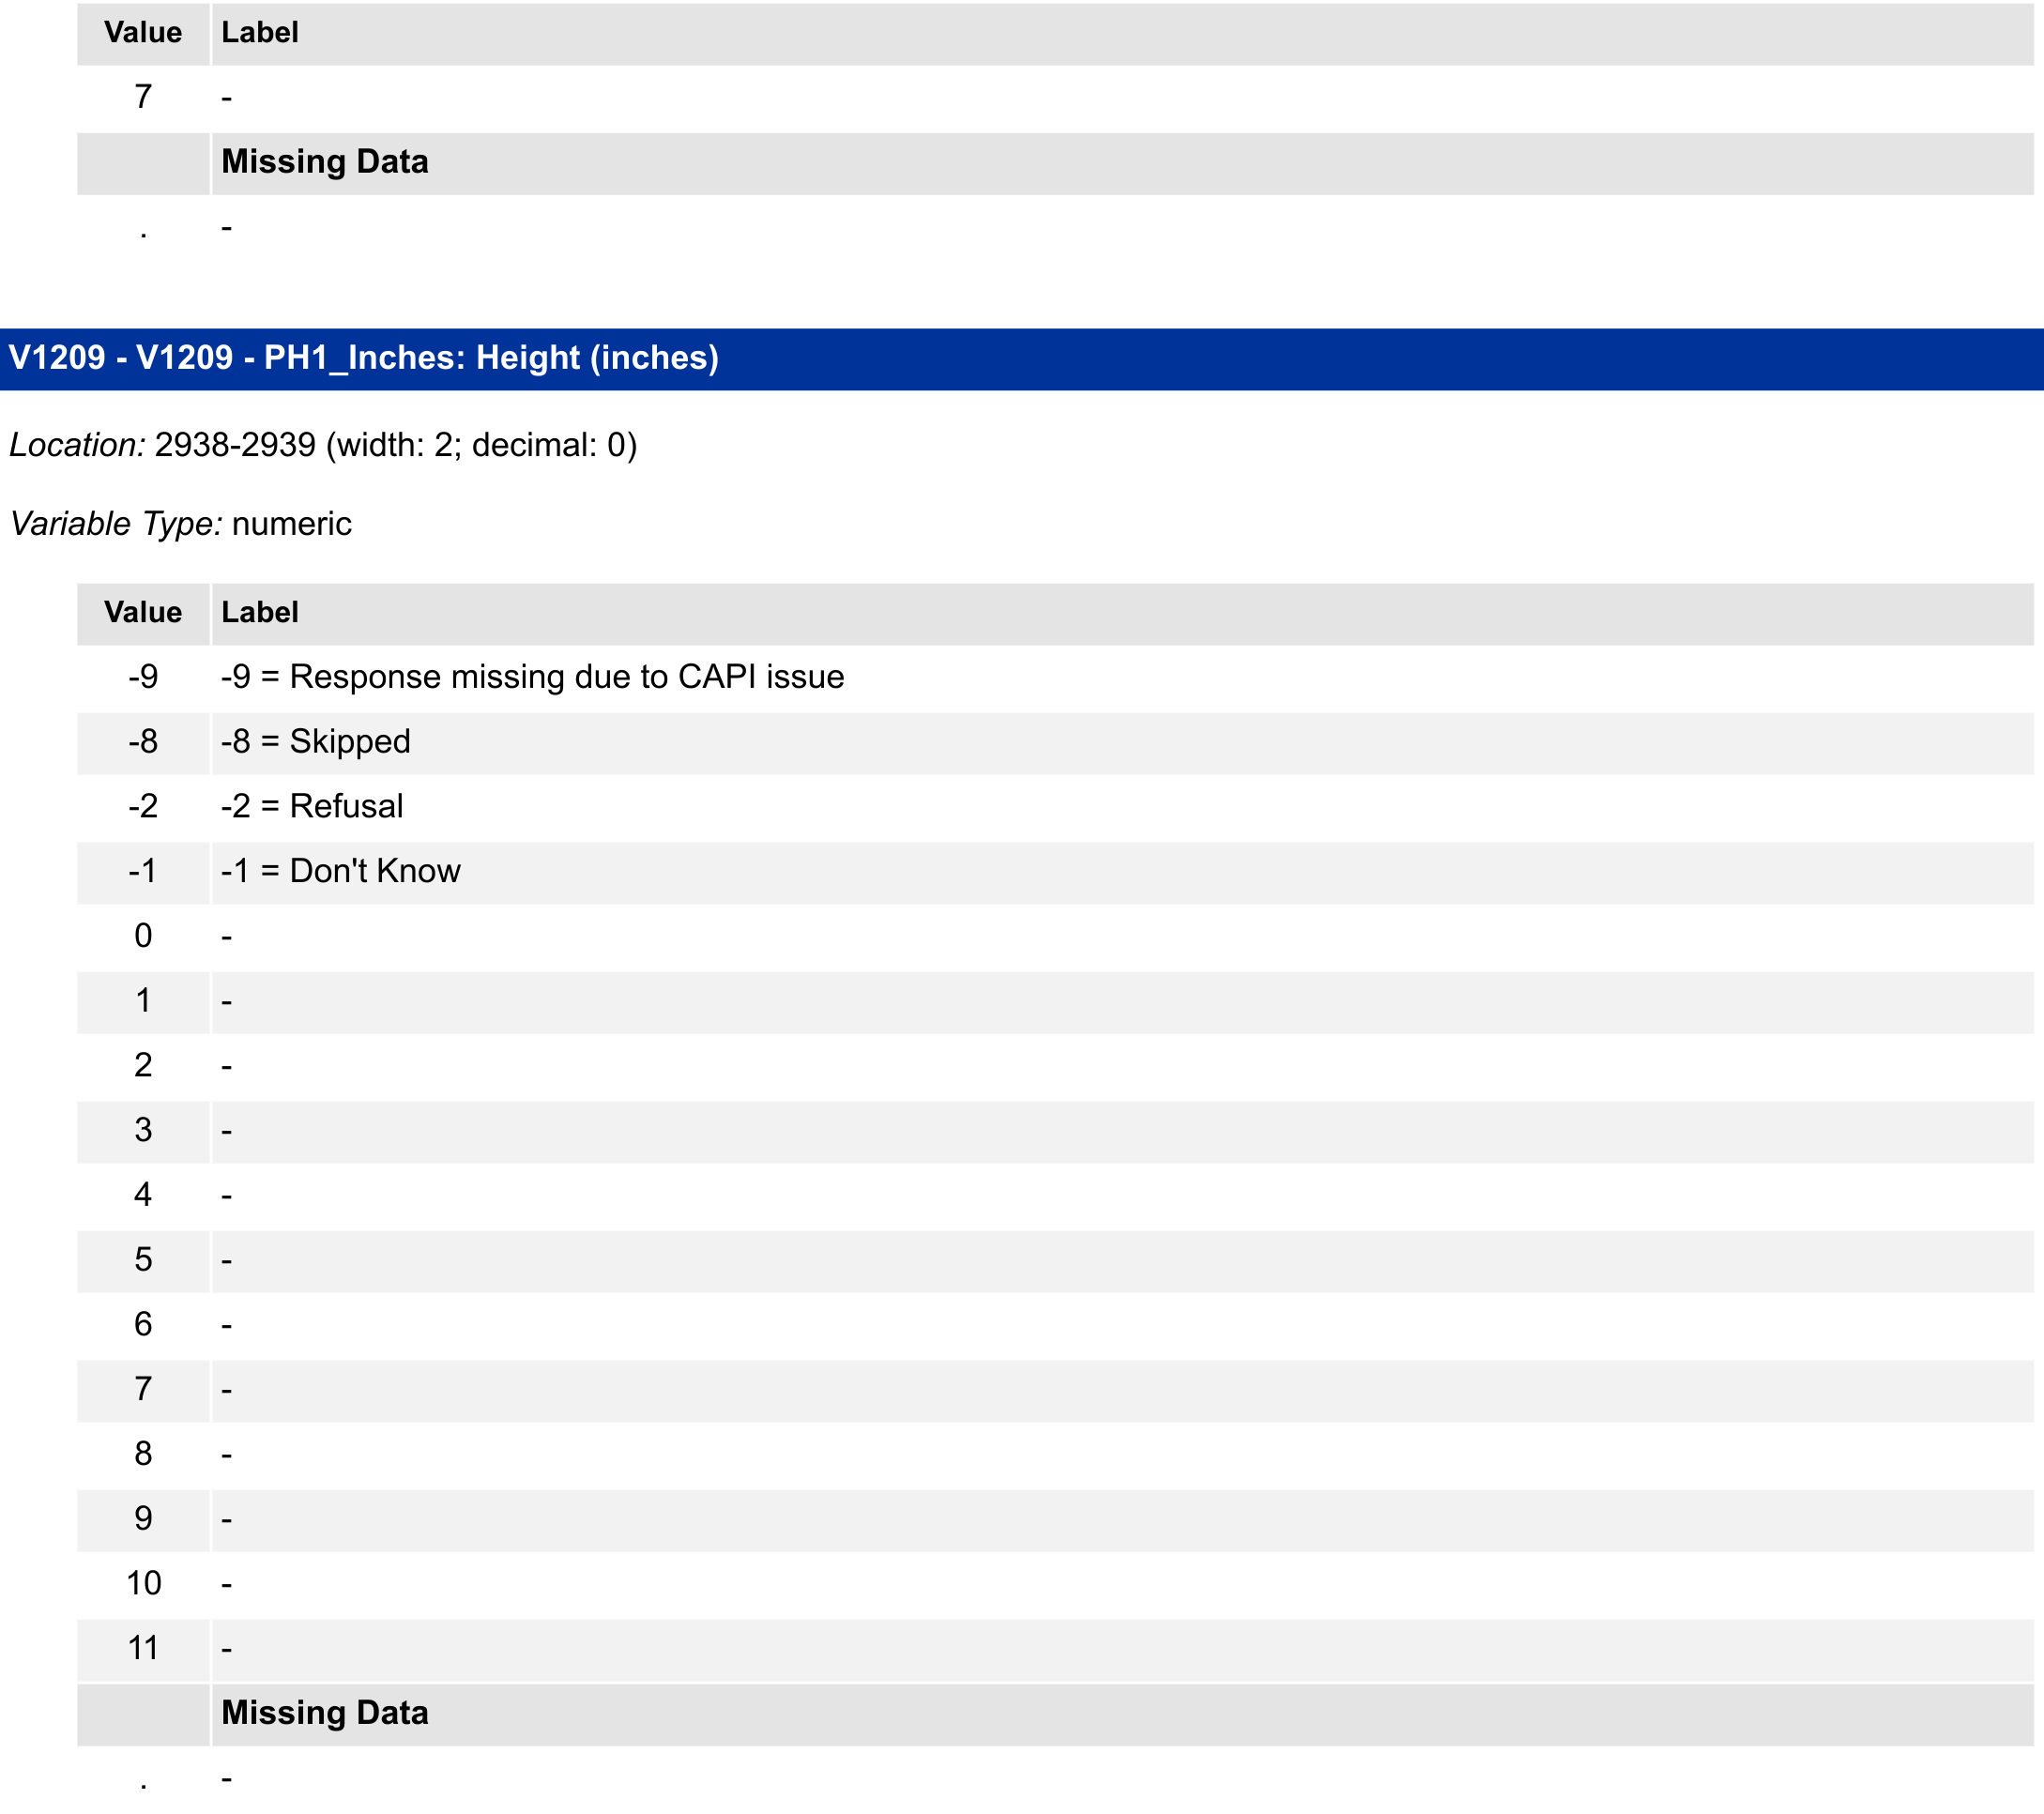 Value Label
7 -
Missing Data
. -
V1209 - V1209 - PH1_Inches: Height (inches)
Location: 2938-2939 (width: 2; decimal: 0)
Variable Type: numeric
Value Label
-9 -9 = Response missing due to CAPI issue
-8 -8 = Skipped
-2 -2 = Refusal
-1 -1 = Don't Know
0 -
1 -
2 -
3 -
4 -
5 -
6 -
7 -
8 -
9 -
10 -
11 -
Missing Data
. -